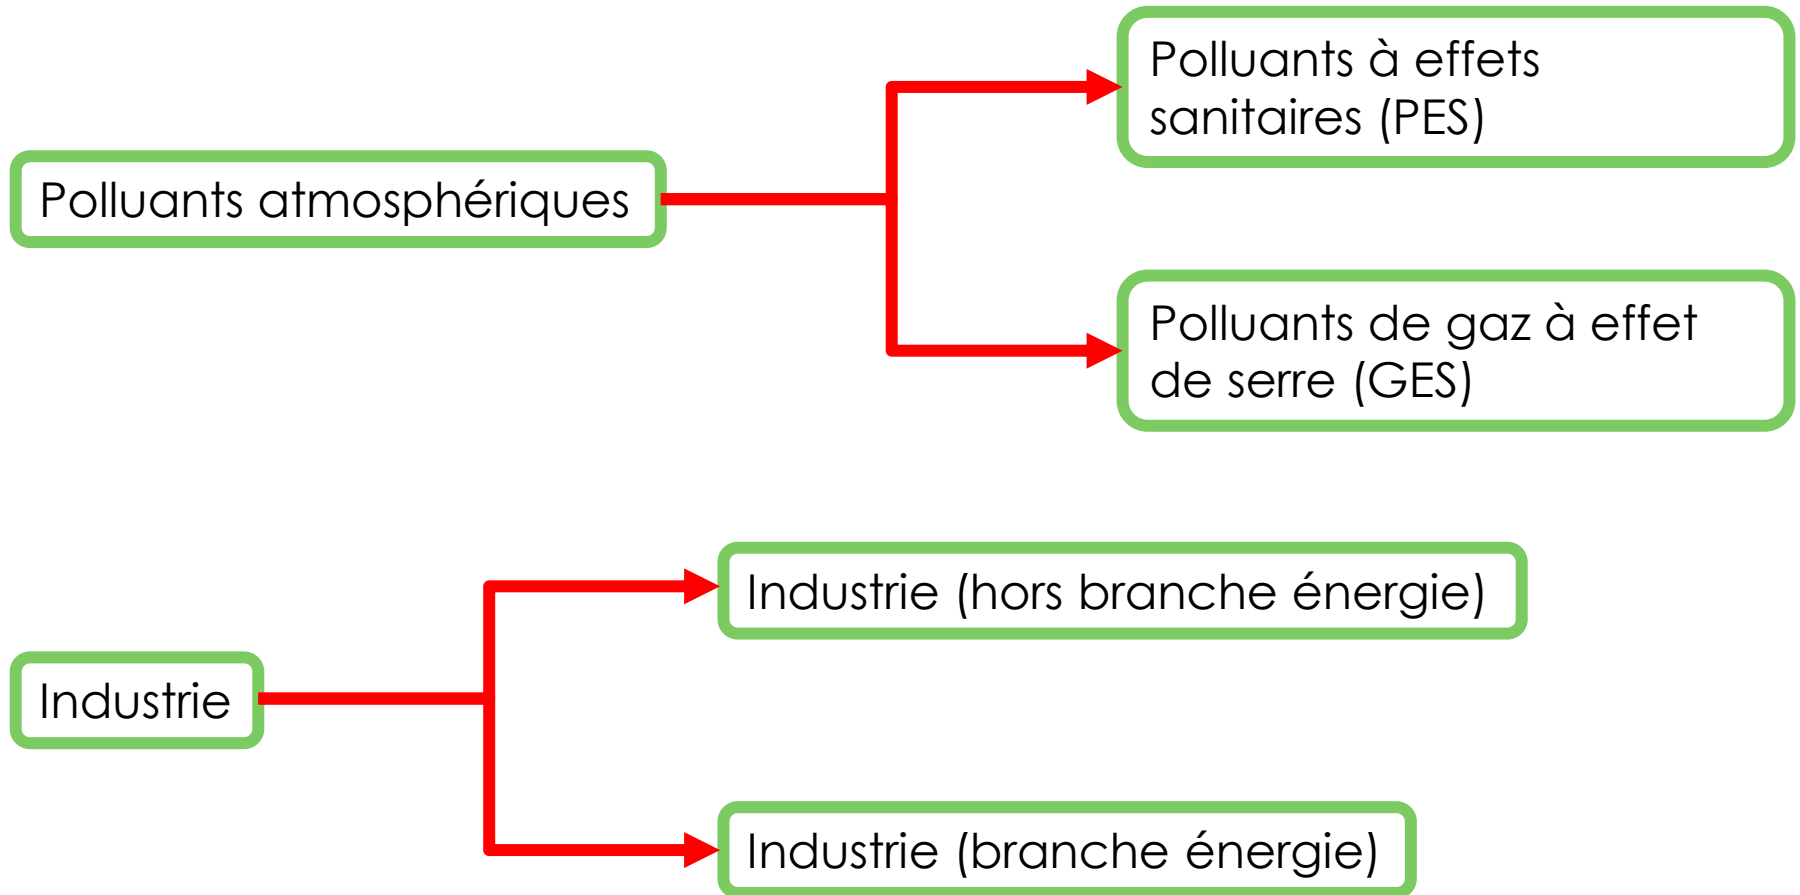 Polluants à effets
sanitaires (PES)
Polluants atmosphériques
Polluants de gaz à effet
de serre (GES)
Industrie (hors branche énergie)
Industrie
Industrie (branche énergie)